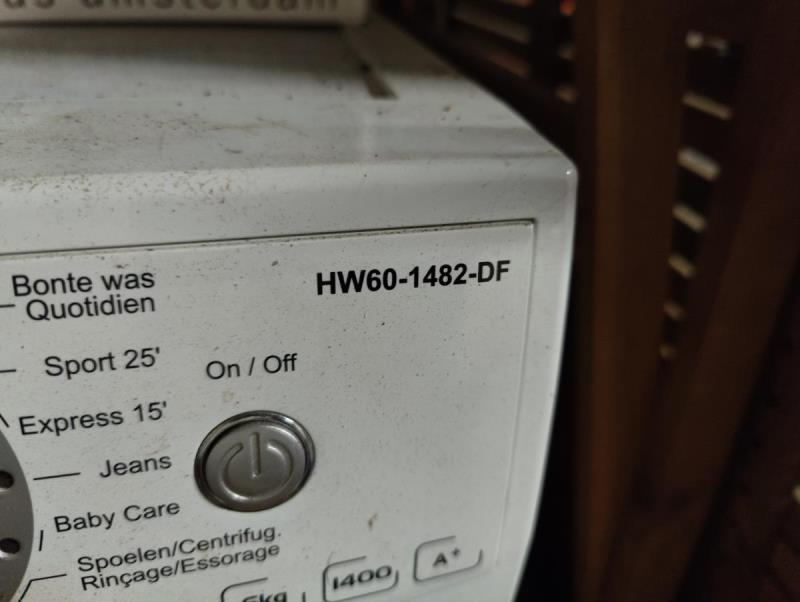 amsterdam
HW60-1482-DF
Bonte was
Quotidien
Sport 25'
On / Off
Express 15'
Jeans
Baby Care
Spoelen/Centrifug.
Rinçage/Essorage
1400
A+